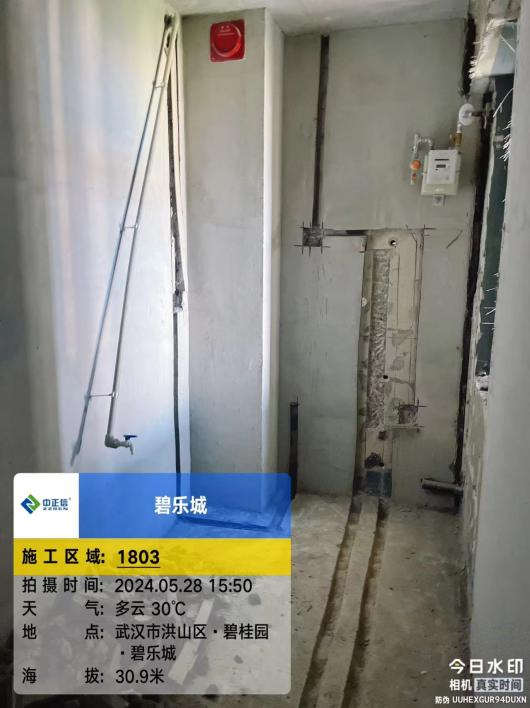 中正信
碧乐城
施工区域: 1803
拍摄时间: 2024.05.28 15:50
天 气: 多云 30℃
地 点: 武汉市洪山区·碧桂园
·碧乐城
海 拔: 30.9米
今日水印
相机 真实时间
防伪 UUHEXGUR94DUXN